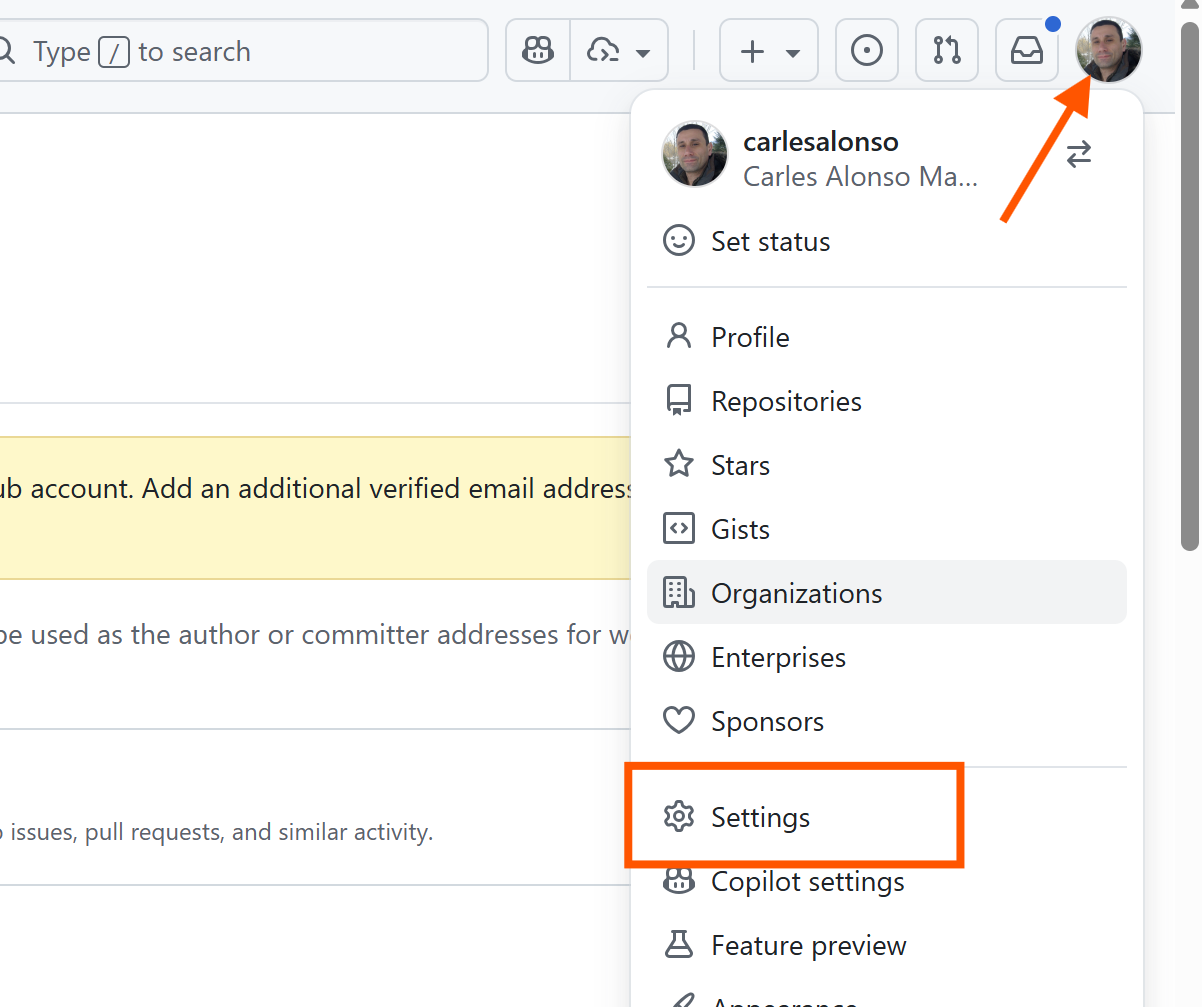 Type / to search
carlesalonso
Carles Alonso Ma...
Set status
Profile
Repositories
Stars
Gists
Organizations
Enterprises
Sponsors
Settings
Copilot settings
Feature preview
Appearance
ub account. Add an additional verified email address
be used as the author or committer addresses for w
issues, pull requests, and similar activity.